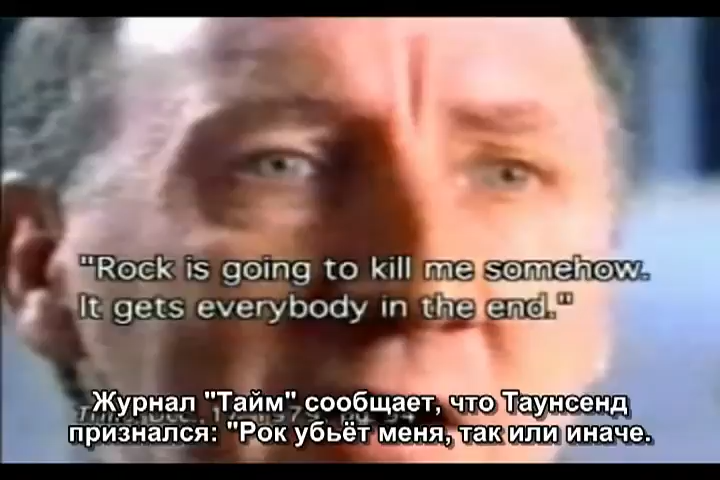 "Rock is going to kill me somehow.
It gets everybody in the end."
Журнал "Тайм" сообщает, что Таунсенд
признался: "Рок убьёт меня, так или иначе.